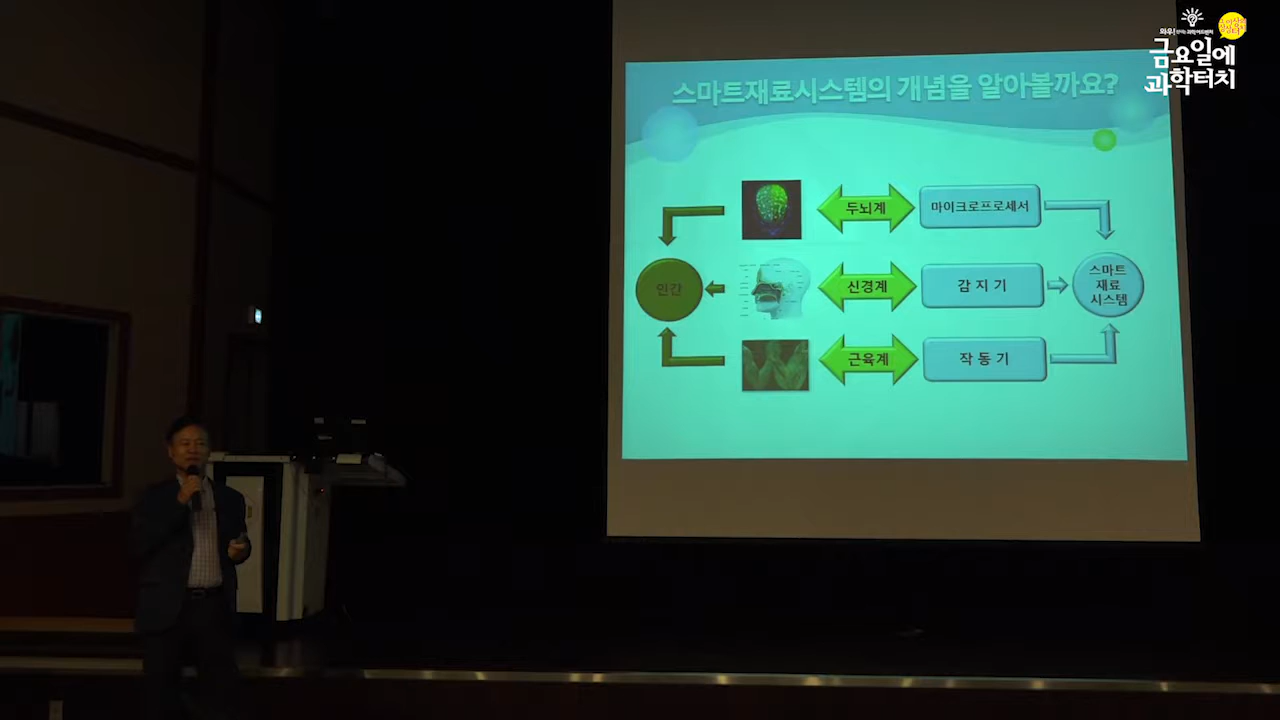 금요일에
과학터치
스마트재료시스템의 개념을 알아볼까요?
두뇌계
마이크로프로세서
인간
신경계
감 지 기
스마트
재료
시스템
근육계
작 동 기